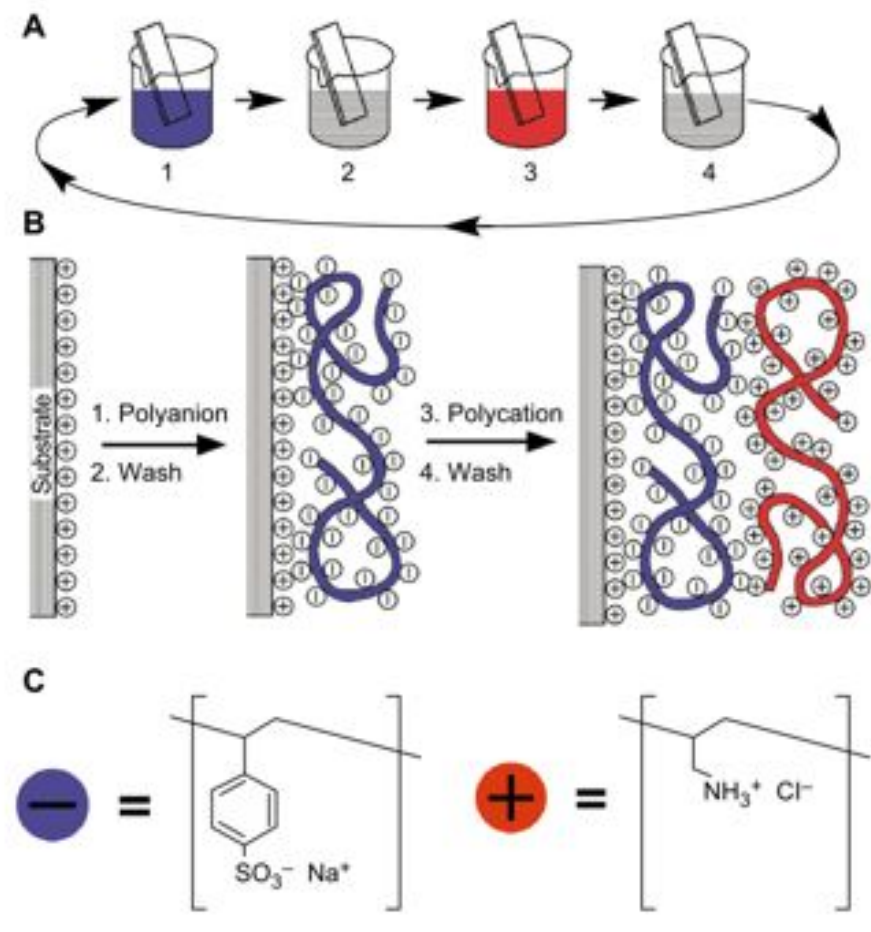 A
1 2 3 4
B
Substrate
1. Polyanion
2. Wash
3. Polycation
4. Wash
C
− = SO₃⁻ Na⁺
+ = NH₃⁺ Cl⁻